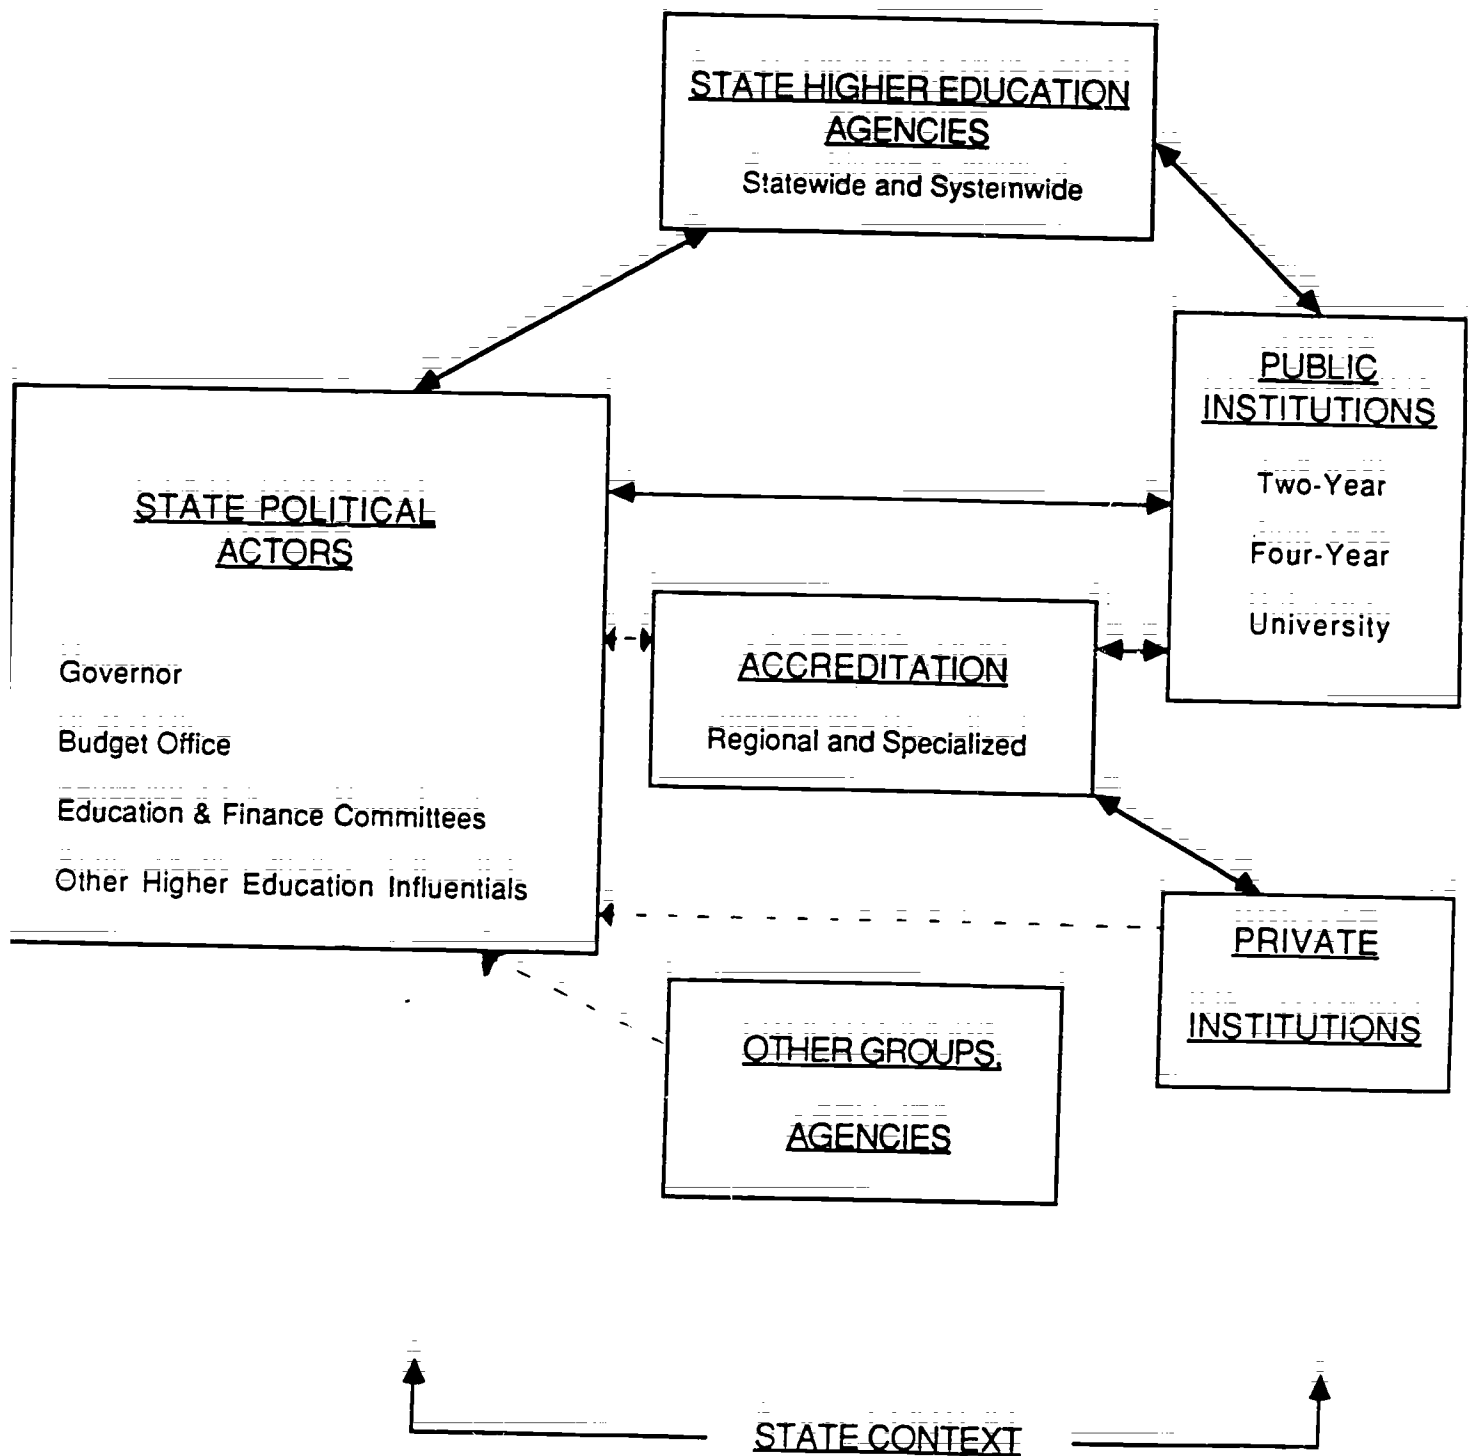 STATE HIGHER EDUCATION
AGENCIES
Statewide and Systemwide
PUBLIC
INSTITUTIONS
Two-Year
Four-Year
University
STATE POLITICAL
ACTORS
Governor
Budget Office
Education & Finance Committees
Other Higher Education Influentials
ACCREDITATION
Regional and Specialized
PRIVATE
INSTITUTIONS
OTHER GROUPS,
AGENCIES
STATE CONTEXT